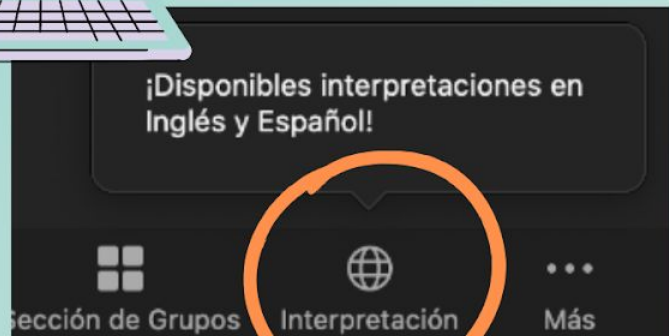 ¡Disponibles interpretaciones en
Inglés y Español!
Sección de Grupos
Interpretación
Más